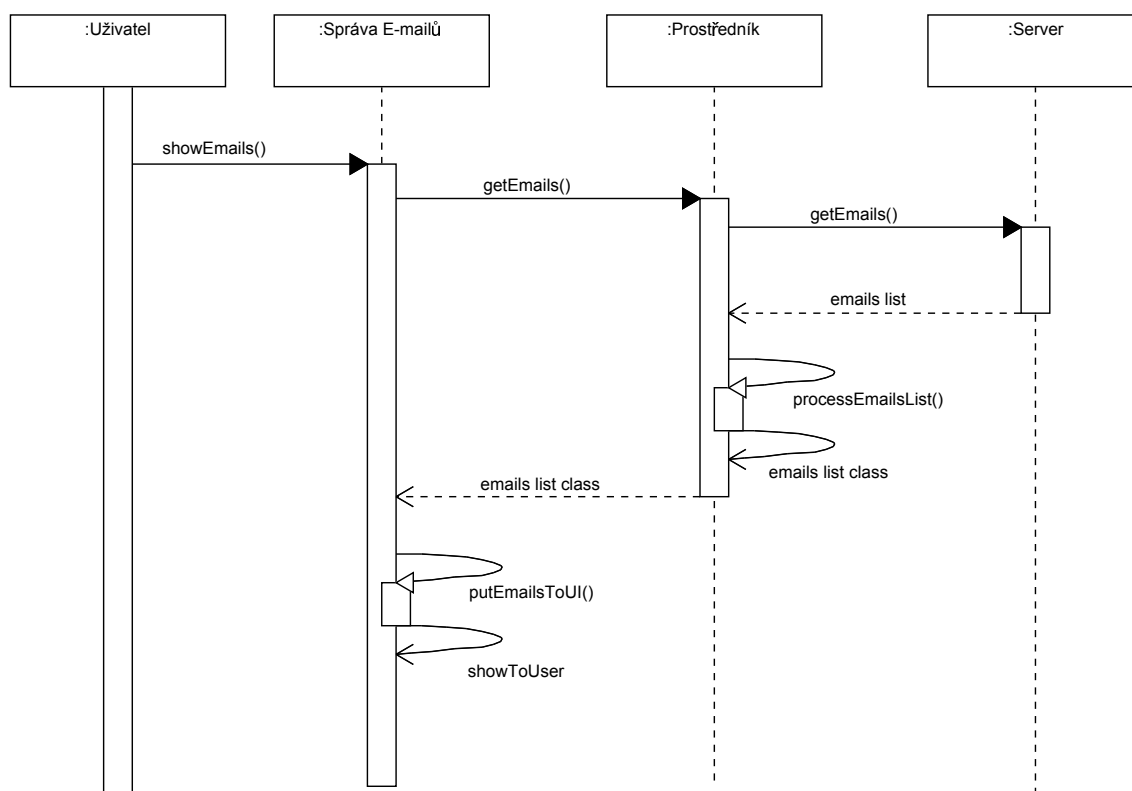 :Uživatel
:Správa E-mailů
:Prostředník
:Server
showEmails()
getEmails()
getEmails()
emails list
processEmailsList()
emails list class
emails list class
putEmailsToUI()
showToUser